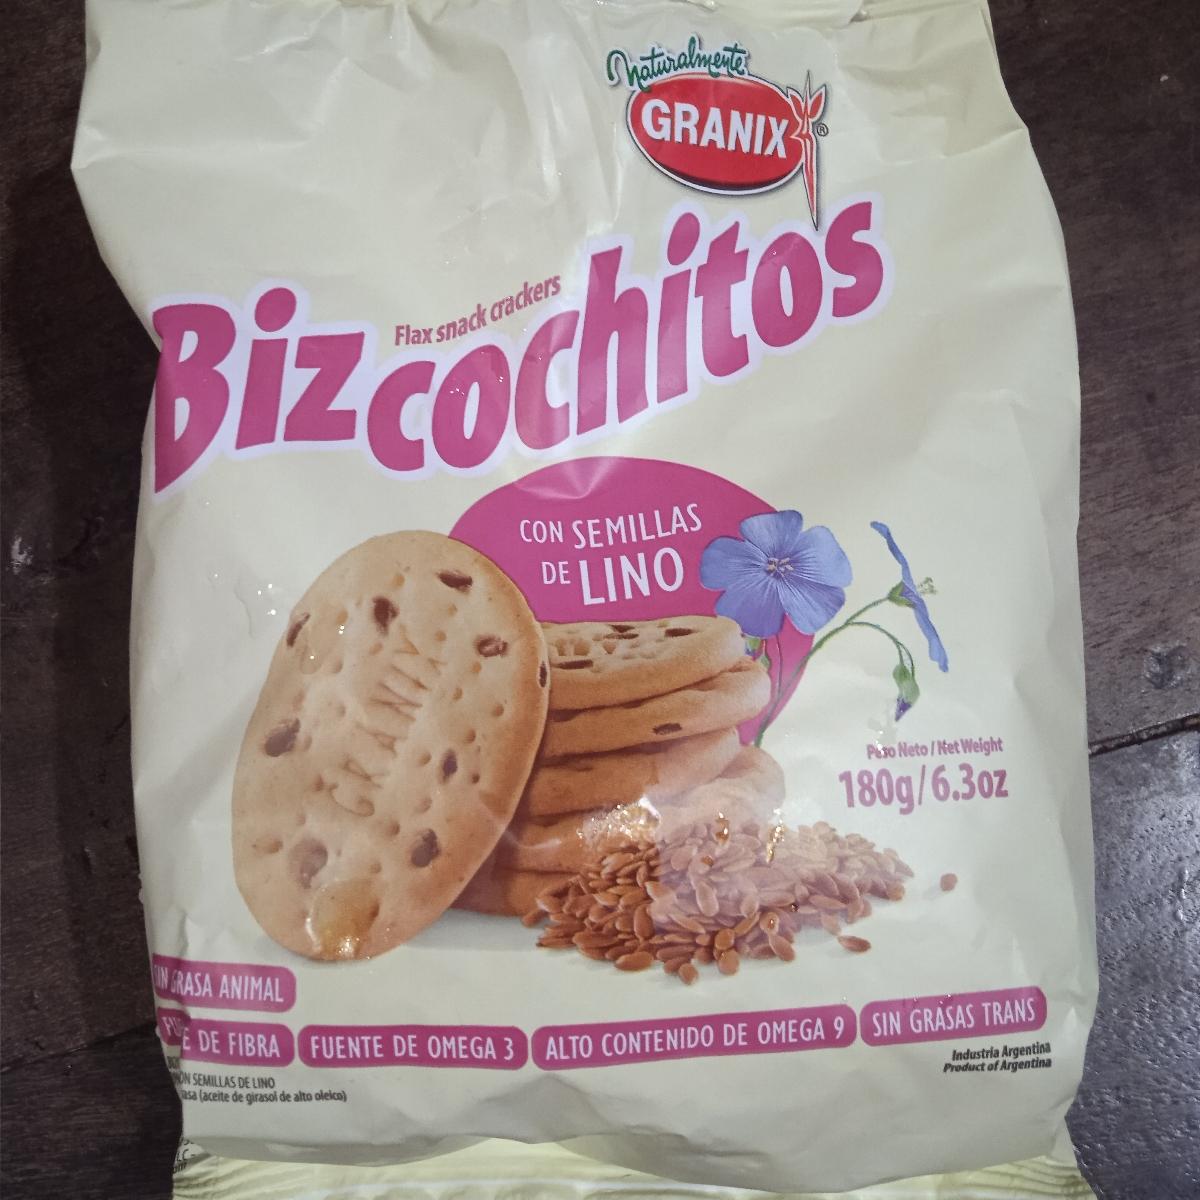 Naturalmente
GRANIX®
Flax snack crackers
Bizcochitos
CON SEMILLAS
DE LINO
GRANIX
Peso Neto / Net Weight
180g/6.3oz
SIN GRASA ANIMAL
DE FIBRA
FUENTE DE OMEGA 3
ALTO CONTENIDO DE OMEGA 9
SIN GRASAS TRANS
Industria Argentina
Product of Argentina
SEMILLAS DE LINO
(aceite de girasol de alto oleico)